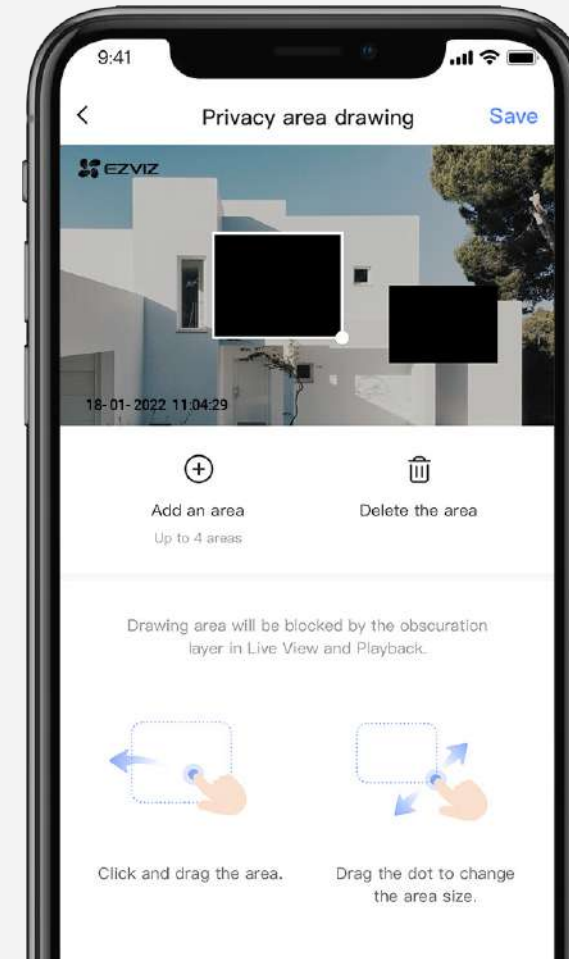 9:41
Privacy area drawing
Save
EZVIZ
18-01-2022 11:04:29
Add an area
Delete the area
Up to 4 areas
Drawing area will be blocked by the obscuration
layer in Live View and Playback.
Click and drag the area.
Drag the dot to change
the area size.